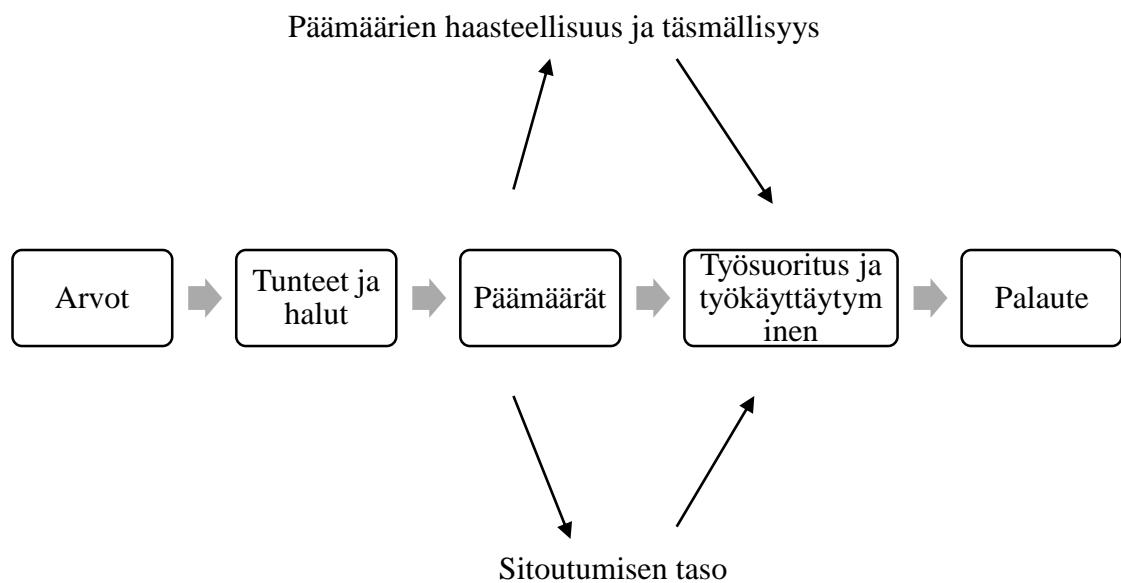 Päämäärien haasteellisuus ja täsmällisyys
Arvot
Tunteet ja
halut
Päämäärät
Työsuoritus ja
työkäyttäytym
inen
Palaute
Sitoutumisen taso